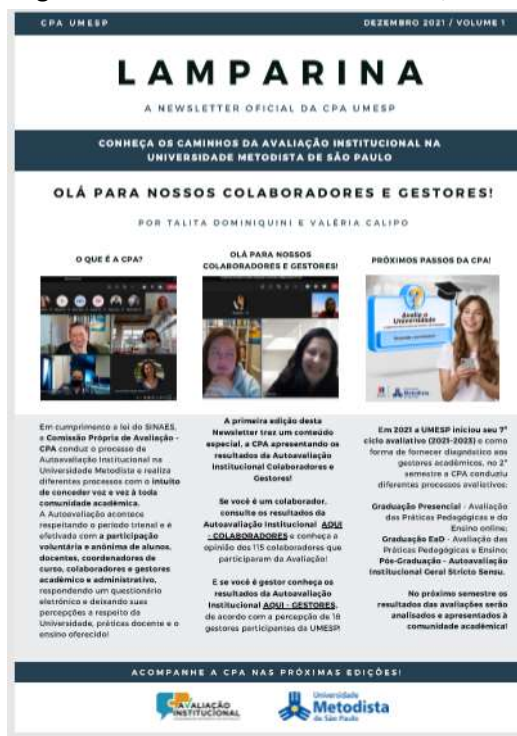 CPA UMESP
DEZEMBRO 2021 / VOLUME 1
LAMPARINA
A NEWSLETTER OFICIAL DA CPA UMESP
CONHEÇA OS CAMINHOS DA AVALIAÇÃO INSTITUCIONAL NA
UNIVERSIDADE METODISTA DE SÃO PAULO
OLÁ PARA NOSSOS COLABORADORES E GESTORES!
POR TALITA DOMINIQUINI E VALÉRIA CALIPO
O QUE É A CPA?
Em cumprimento a lei do SINAES,
a Comissão Própria de Avaliação -
CPA conduz o processo de
Autoavaliação Institucional na
Universidade Metodista e realiza
diferentes processos com o intuito
de conceder voz e vez à toda
comunidade acadêmica.
A Autoavaliação acontece
respeitando o período trienal e é
efetivada com a participação
voluntária e anônima de alunos,
docentes, coordenadores de
curso, colaboradores e gestores
acadêmico e administrativo,
respondendo um questionário
eletrônico e deixando suas
percepções a respeito da
Universidade, práticas docente e o
ensino oferecido!
OLÁ PARA NOSSOS
COLABORADORES E GESTORES!
A primeira edição desta
Newsletter traz um conteúdo
especial, a CPA apresentando os
resultados da Autoavaliação
Institucional Colaboradores e
Gestores!
Se você é um colaborador,
consulte os resultados da
Autoavaliação Institucional AQUI
- COLABORADORES e conheça a
opinião dos 115 colaboradores que
participaram da Avaliação!
E se você é gestor conheça os
resultados da Autoavaliação
Institucional AQUI - GESTORES,
de acordo com a percepção de 18
gestores participantes da UMESP!
PRÓXIMOS PASSOS DA CPA!
Avalie a
Universidade
Metodista
Em 2021 a UMESP iniciou seu 7º
ciclo avaliativo (2021-2023) e como
forma de fornecer diagnóstico aos
gestores acadêmicos, no 2º
semestre a CPA conduziu
diferentes processos avaliativos:
Graduação Presencial - Avaliação
das Práticas Pedagógicas e do
Ensino online;
Graduação EaD - Avaliação das
Práticas Pedagógicas e Ensino;
Pós-Graduação - Autoavaliação
Institucional Geral Stricto Sensu.
No próximo semestre os
resultados das avaliações serão
analisados e apresentados à
comunidade acadêmica!
ACOMPANHE A CPA NAS PRÓXIMAS EDIÇÕES!
AVALIAÇÃO
INSTITUCIONAL
Universidade
Metodista
de São Paulo